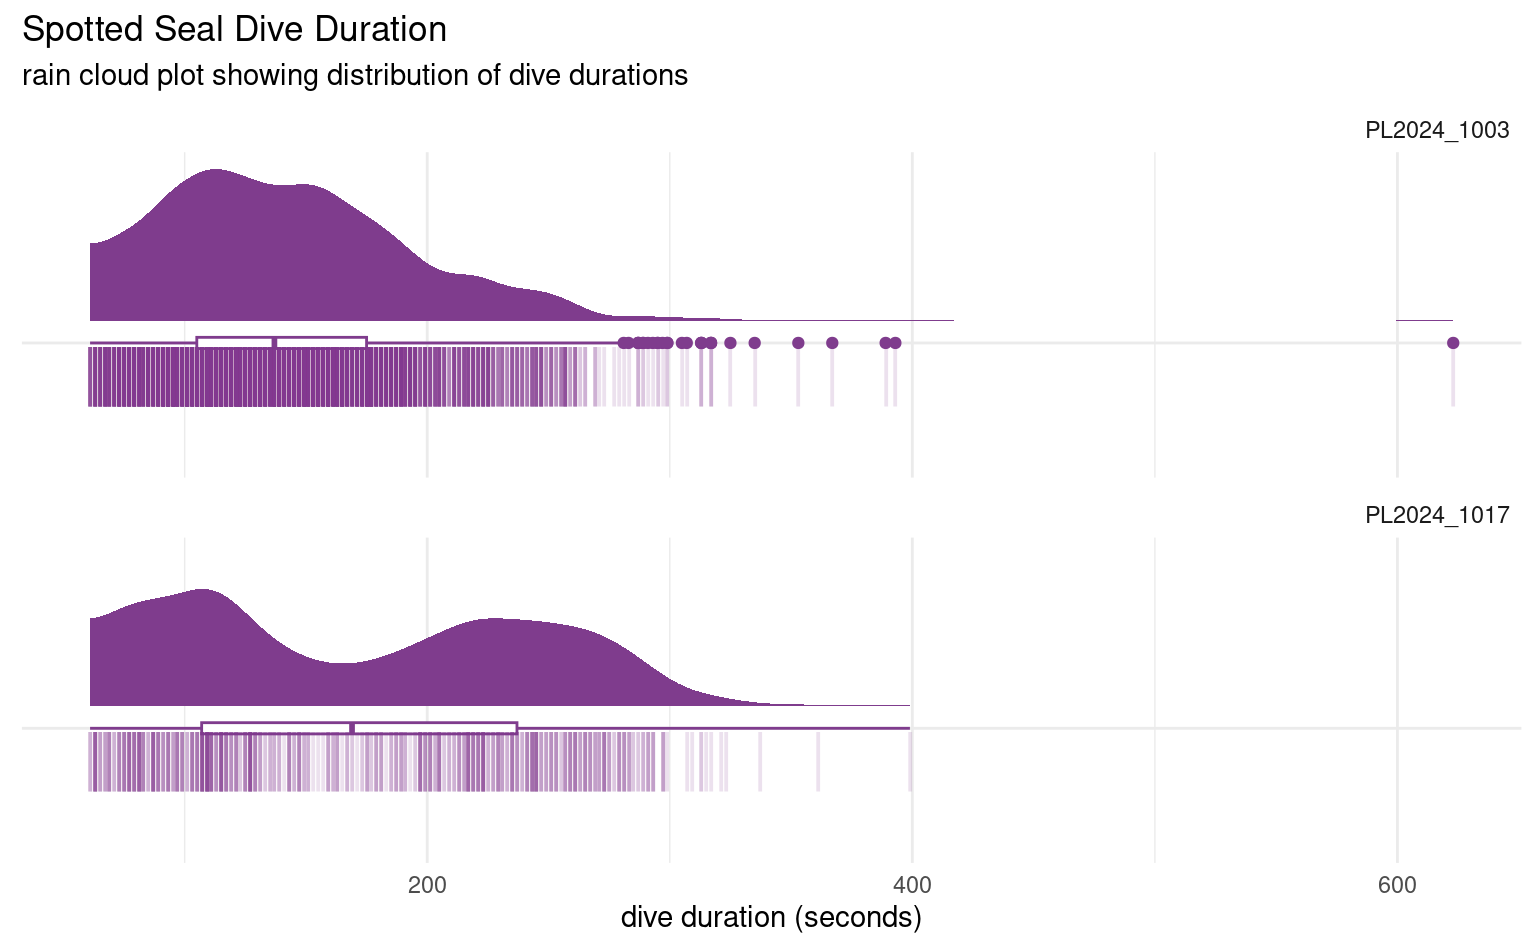 Spotted Seal Dive Duration
rain cloud plot showing distribution of dive durations
PL2024_1003
PL2024_1017
200 400 600
dive duration (seconds)